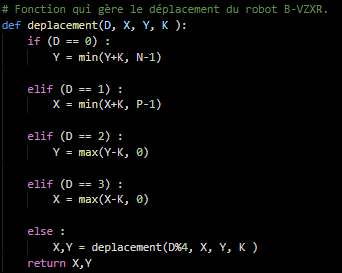 # Fonction qui gère le déplacement du robot B-VZXR.
def deplacement(D, X, Y, K ):
    if (D == 0) :
        Y = min(Y+K, N-1)

    elif (D == 1) :
        X = min(X+K, P-1)

    elif (D == 2) :
        Y = max(Y-K, 0)

    elif (D == 3) :
        X = max(X-K, 0)

    else :
        X,Y = deplacement(D%4, X, Y, K )
    return X,Y